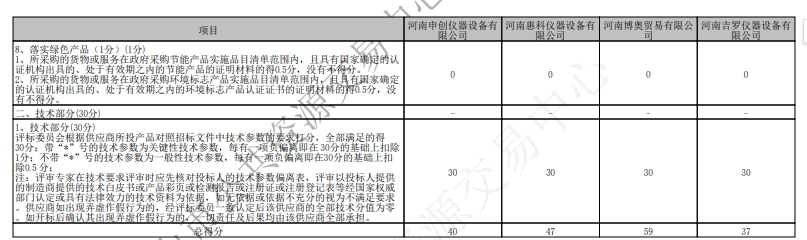 项目 河南申创仪器设备有限公司 河南惠科仪器设备有限公司 河南博奥贸易有限公司 河南吉罗仪器设备有限公司
8、落实绿色产品（1分）(1分)
1、所采购的货物或服务在政府采购节能产品实施品目清单范围内，且具有国家确定的认
证机构出具的、处于有效期之内的节能产品的证明材料的得0.5分，没有不得分。
2、所采购的货物或服务在政府采购环境标志产品实施品目清单范围内，且具有国家确定
的认证机构出具的、处于有效期之内的环境标志产品认证证书的证明材料的得0.5分，没
有不得分。
0 0 0 0
二、技术部分(30分) - - - -
1、技术部分(30分)
评标委员会根据供应商所投产品对照招标文件中技术参数的要求打分，全部满足的得
30分；带“*”号的技术参数为关键性技术参数，每有一项负偏离即在30分的基础上扣除
1分；不带“*”号的技术参数为一般性技术参数，每有一项负偏离即在30分的基础上扣
除0.5分；
注：评审专家在技术要求评审时应先核对投标人的技术参数偏离表，评审以投标人提供
的制造商提供的技术白皮书或产品彩页或检测报告或注册证或注册登记表等经国家权威
部门认定或具有法律效力的技术资料为依据，如无依据或依据不充分的视为不满足要求
。供应商如出现弄虚作假行为的，经评标委员一致认定后该供应商的全部技术分值为零
。如开标后确认其出现弄虚作假行为的，一切责任及后果均由该供应商全部承担。
30 30 30 30
总得分 40 47 59 37